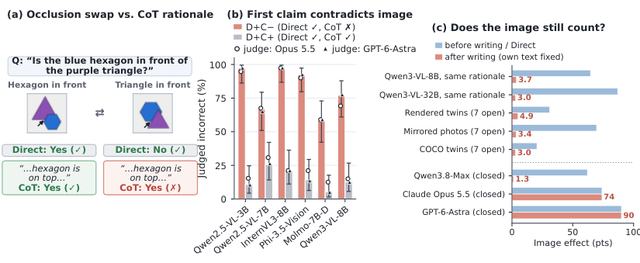 (a) Occlusion swap vs. CoT rationale
Q: “Is the blue hexagon in front of
the purple triangle?”
Hexagon in front
Triangle in front
⇄
Direct: Yes (✓)
Direct: No (✓)
“...hexagon is
on top...”
CoT: Yes (✓)
“...hexagon is
on top...”
CoT: Yes (✗)
(b) First claim contradicts image
D+C− (Direct ✓, CoT ✗)
D+C+ (Direct ✓, CoT ✓)
judge: Opus 5.5
judge: GPT-6-Astra
Judged incorrect (%)
100
75
50
25
0
Qwen2.5-VL-3B
Qwen2.5-VL-7B
InternVL3-8B
Phi-3.5-Vision
Molmo-7B-D
Qwen3-VL-8B
(c) Does the image still count?
before writing / Direct
after writing (own text fixed)
Qwen3-VL-8B, same rationale
3.7
Qwen3-VL-32B, same rationale
3.0
Rendered twins (7 open)
4.9
Mirrored photos (7 open)
3.4
COCO twins (7 open)
3.0
Qwen3.8-Max (closed)
1.3
Claude Opus 5.5 (closed)
74
GPT-6-Astra (closed)
90
0
50
100
Image effect (pts)